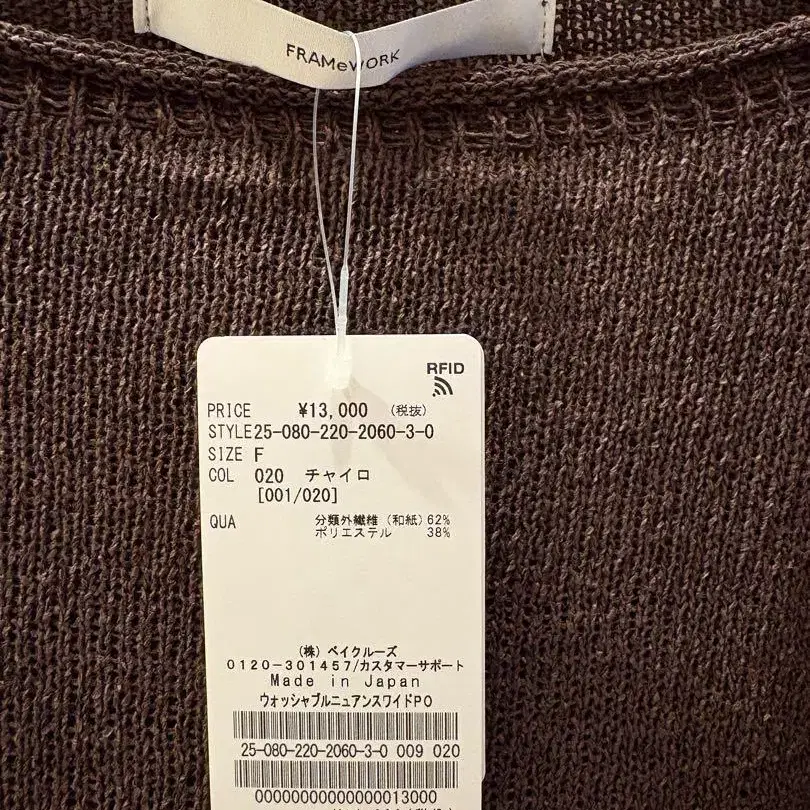 FRAMeWORK
RFID
PRICE ¥13,000 (税抜)
STYLE25-080-220-2060-3-0
SIZE F
COL 020 チャイロ
[001/020]
QUA 分類外繊維(和紙)62%
ポリエステル 38%
(株)ベイクルーズ
0120-301457/カスタマーサポート
Made in Japan
ウォッシャブルニュアンスワイドPO
25-080-220-2060-3-0 009 020
00000000000000013000